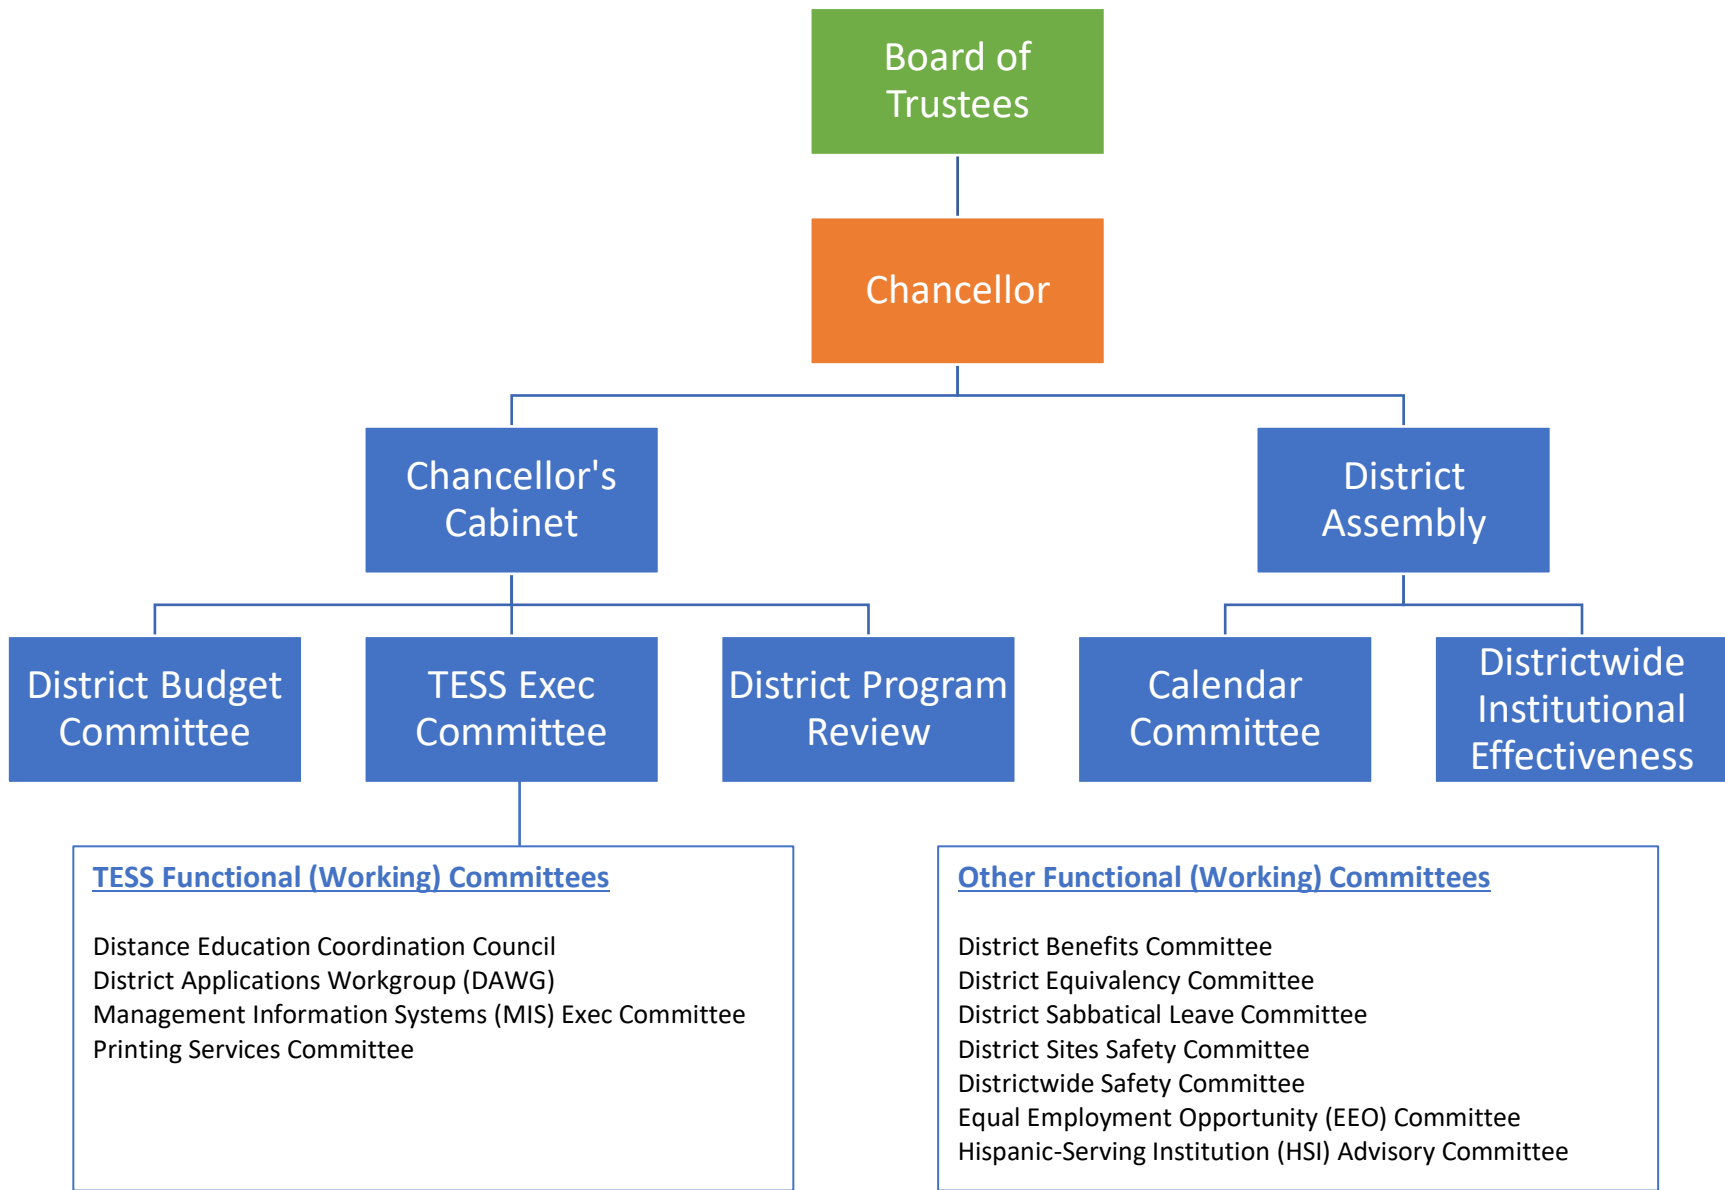 Board of
Trustees
Chancellor
Chancellor's
Cabinet
District
Assembly
District Budget
Committee
TESS Exec
Committee
District Program
Review
Calendar
Committee
Districtwide
Institutional
Effectiveness
TESS Functional (Working) Committees
Distance Education Coordination Council
District Applications Workgroup (DAWG)
Management Information Systems (MIS) Exec Committee
Printing Services Committee
Other Functional (Working) Committees
District Benefits Committee
District Equivalency Committee
District Sabbatical Leave Committee
District Sites Safety Committee
Districtwide Safety Committee
Equal Employment Opportunity (EEO) Committee
Hispanic-Serving Institution (HSI) Advisory Committee